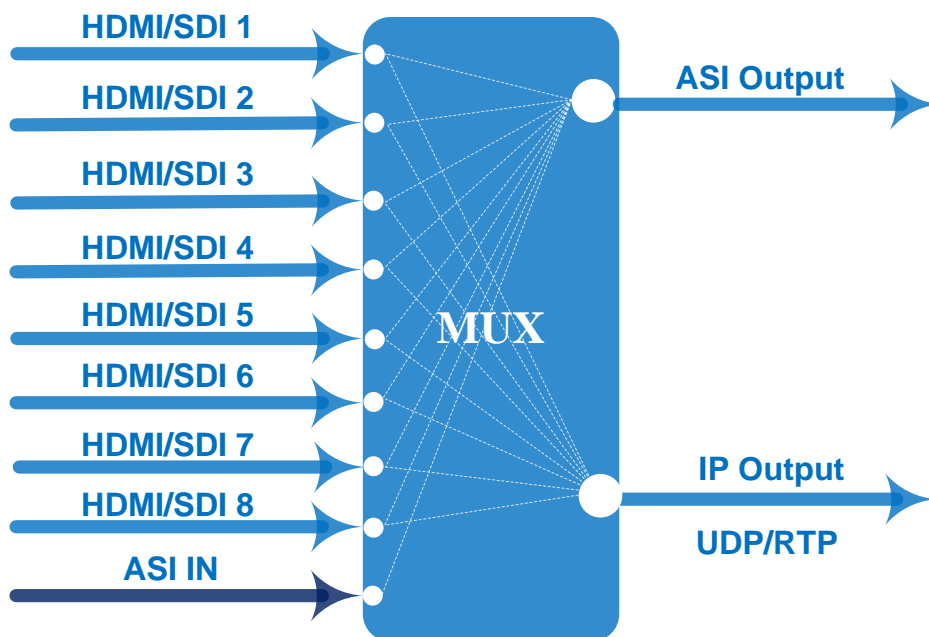 HDMI/SDI 1
HDMI/SDI 2
HDMI/SDI 3
HDMI/SDI 4
HDMI/SDI 5
HDMI/SDI 6
HDMI/SDI 7
HDMI/SDI 8
ASI IN
MUX
ASI Output
IP Output
UDP/RTP